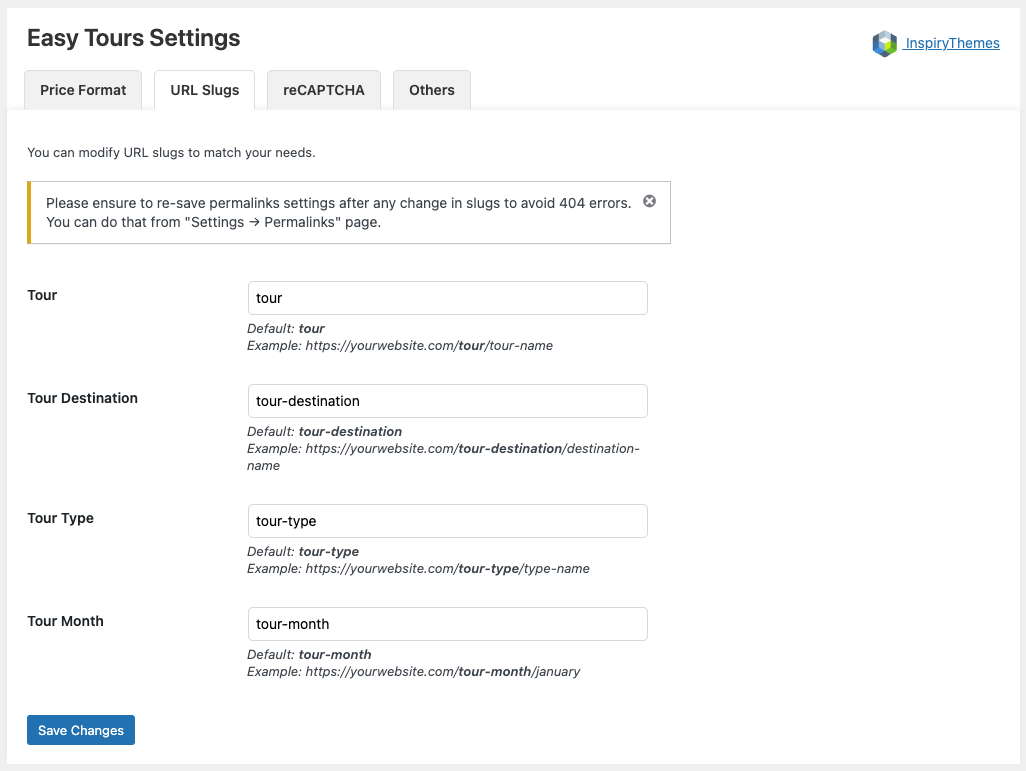 Easy Tours Settings
InspiryThemes
Price Format
URL Slugs
reCAPTCHA
Others
You can modify URL slugs to match your needs.
Please ensure to re-save permalinks settings after any change in slugs to avoid 404 errors.
You can do that from "Settings → Permalinks" page.
Tour
tour
Default: tour
Example: https://yourwebsite.com/tour/tour-name
Tour Destination
tour-destination
Default: tour-destination
Example: https://yourwebsite.com/tour-destination/destination-
name
Tour Type
tour-type
Default: tour-type
Example: https://yourwebsite.com/tour-type/type-name
Tour Month
tour-month
Default: tour-month
Example: https://yourwebsite.com/tour-month/january
Save Changes